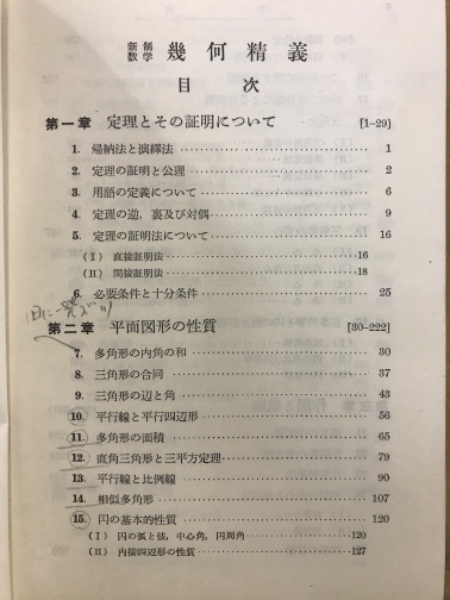 新制数学 幾何精義
目次
第一章 定理とその証明について [1-29]
1. 帰納法と演繹法 1
2. 定理の証明と公理 2
3. 用語の定義について 6
4. 定理の逆，裏及び対偶 9
5. 定理の証明法について 16
(I) 直接証明法 16
(II) 間接証明法 18
6. 必要条件と十分条件 25
第二章 平面図形の性質 [30-222]
7. 多角形の内角の和 30
8. 三角形の合同 37
9. 三角形の辺と角 43
10. 平行線と平行四辺形 56
11. 多角形の面積 65
12. 直角三角形と三平方定理 79
13. 平行線と比例線 90
14. 相似多角形 107
15. 円の基本的性質 120
(I) 円の弧と弦，中心角，円周角 120
(II) 内接四辺形の性質 127